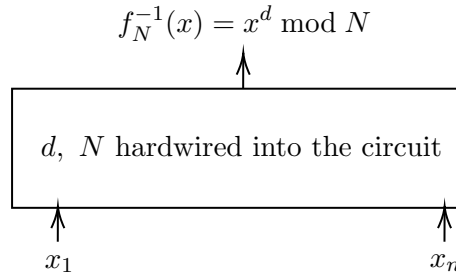 f_N^{-1}(x) = x^d mod N
d, N hardwired into the circuit
x_1 x_n